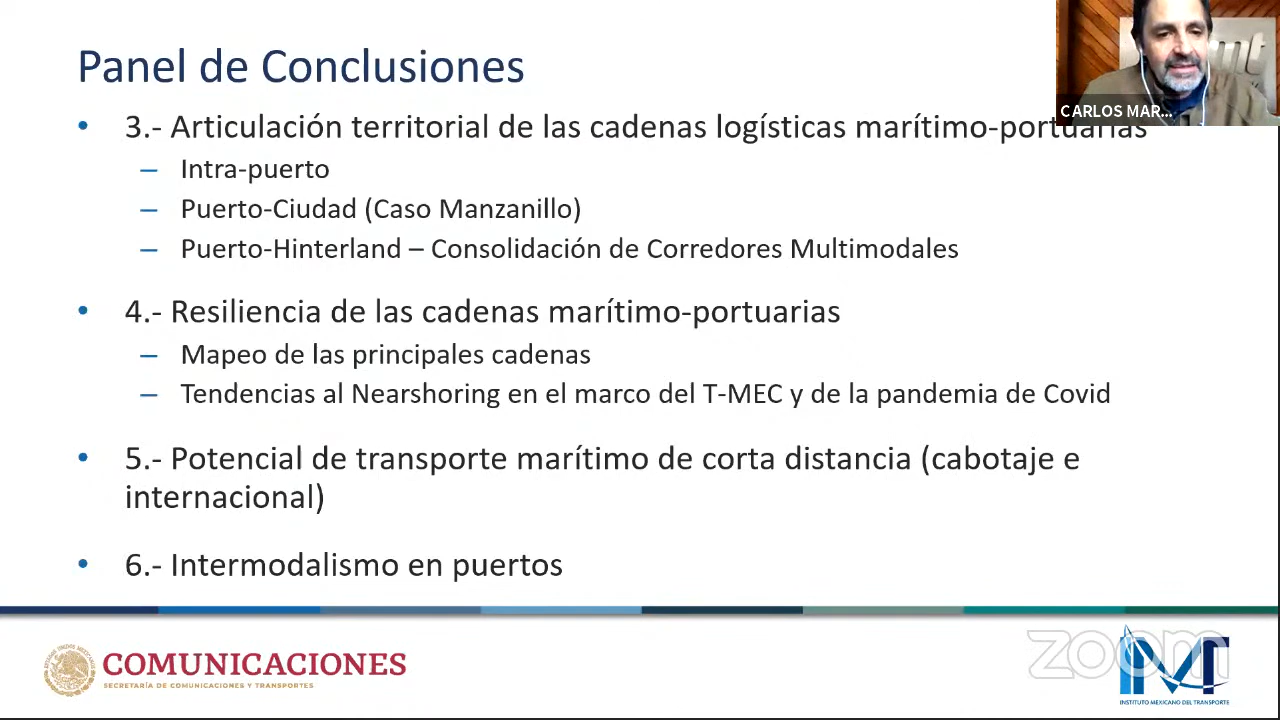 Panel de Conclusiones
CARLOS MAR...
• 3.- Articulación territorial de las cadenas logísticas marítimo-portuarias
– Intra-puerto
– Puerto-Ciudad (Caso Manzanillo)
– Puerto-Hinterland – Consolidación de Corredores Multimodales
• 4.- Resiliencia de las cadenas marítimo-portuarias
– Mapeo de las principales cadenas
– Tendencias al Nearshoring en el marco del T-MEC y de la pandemia de Covid
• 5.- Potencial de transporte marítimo de corta distancia (cabotaje e
internacional)
• 6.- Intermodalismo en puertos
COMUNICACIONES
SECRETARÍA DE COMUNICACIONES Y TRANSPORTES
zoom
IMT
INSTITUTO MEXICANO DEL TRANSPORTE